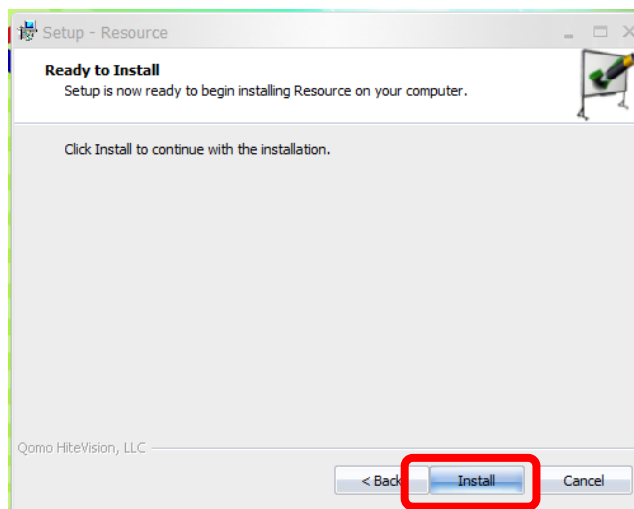 Setup - Resource
Ready to Install
Setup is now ready to begin installing Resource on your computer.
Click Install to continue with the installation.
Qomo HiteVision, LLC
< Back Install Cancel